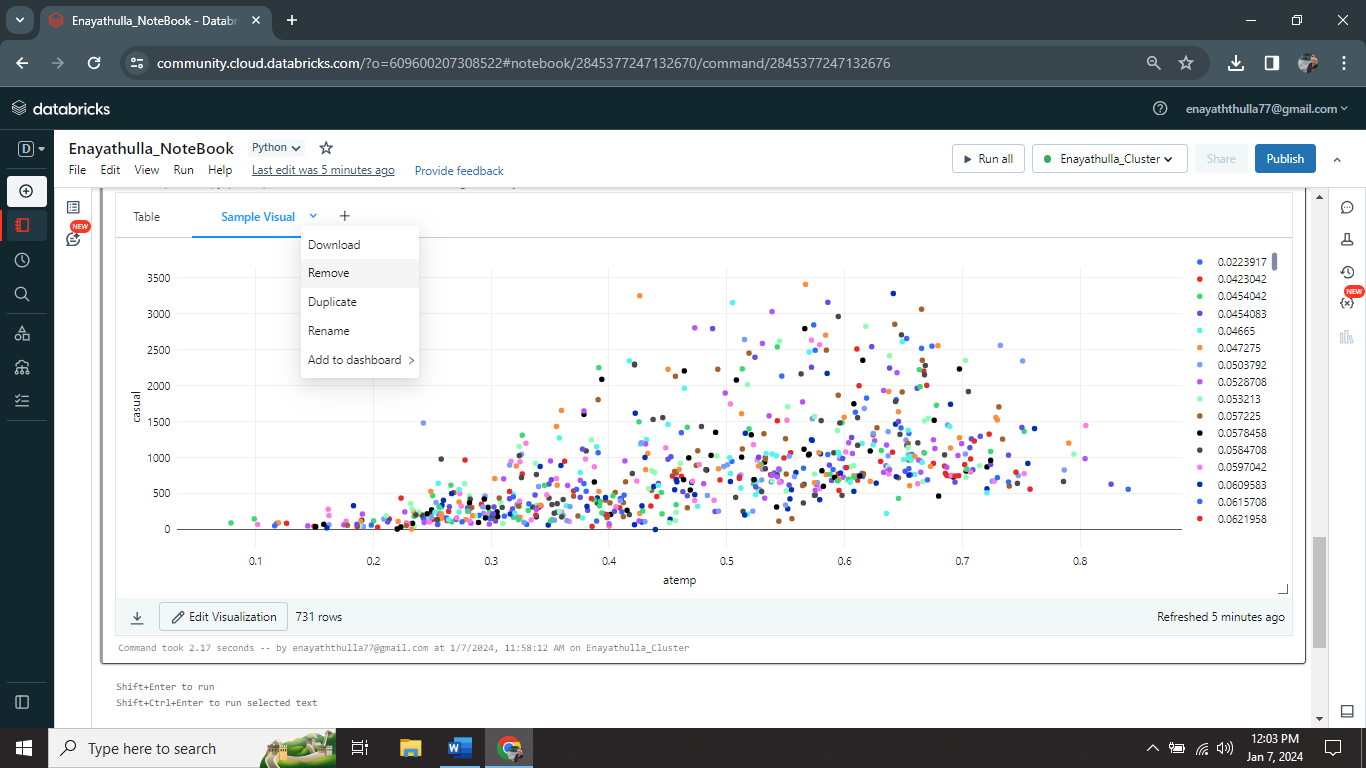 Enayathulla_NoteBook - Databr
community.cloud.databricks.com/?o=609600207308522#notebook/2845377247132670/command/2845377247132676
databricks
enayaththulla77@gmail.com
D
Enayathulla_NoteBook Python
File Edit View Run Help Last edit was 5 minutes ago Provide feedback
Run all Enayathulla_Cluster Share Publish
NEW
NEW
Table Sample Visual +
Download
Remove
Duplicate
Rename
Add to dashboard
3500
3000
2500
2000
1500
1000
500
0
casual
0.1 0.2 0.3 0.4 0.5 0.6 0.7 0.8
atemp
0.0223917
0.0423042
0.0454042
0.0454083
0.04665
0.047275
0.0503792
0.0528708
0.053213
0.057225
0.0578458
0.0584708
0.0597042
0.0609583
0.0615708
0.0621958
Edit Visualization 731 rows Refreshed 5 minutes ago
Command took 2.17 seconds -- by enayaththulla77@gmail.com at 1/7/2024, 11:58:12 AM on Enayathulla_Cluster
Shift+Enter to run
Shift+Ctrl+Enter to run selected text
Type here to search
12:03 PM
Jan 7, 2024